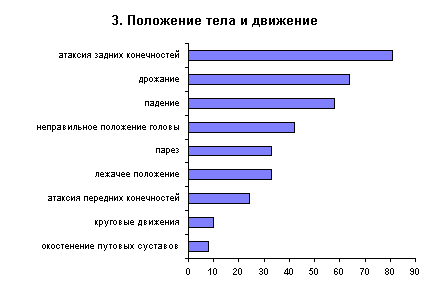 3. Положение тела и движение
атаксия задних конечностей
дрожание
падение
неправильное положение головы
парез
лежачее положение
атаксия передних конечностей
круговые движения
окостенение путовых суставов
0 10 20 30 40 50 60 70 80 90